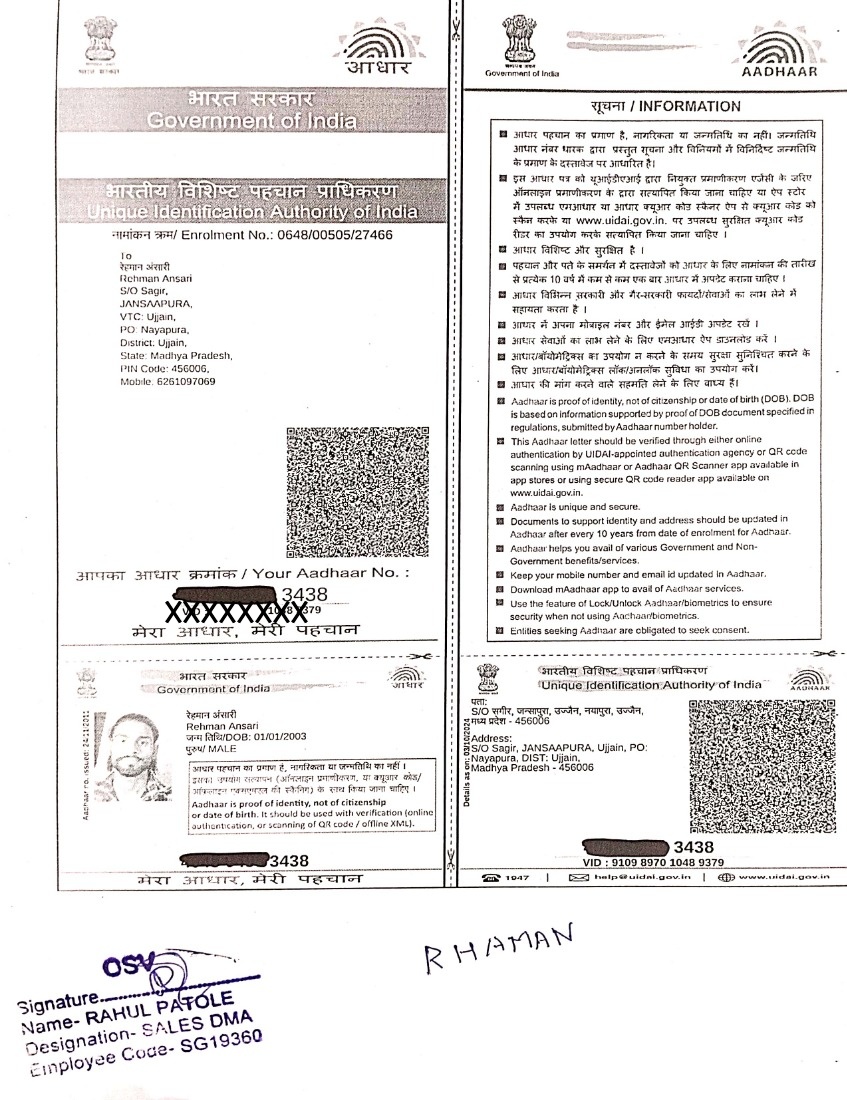 सत्यमेव जयते
आधार
भारत सरकार
Government of India
भारतीय विशिष्ट पहचान प्राधिकरण
Unique Identification Authority of India
नामांकन क्रम/ Enrolment No.: 0648/00505/27466
To
रेहमान अंसारी
Rehman Ansari
S/O Sagir,
JANSAAPURA,
VTC: Ujjain,
PO: Nayapura,
District: Ujjain,
State: Madhya Pradesh,
PIN Code: 456006,
Mobile: 6261097069
आपका आधार क्रमांक / Your Aadhaar No. :
3438
XXXXXXXX
मेरा आधार, मेरी पहचान
भारत सरकार
Government of India
आधार
Aadhaar no. issued: 24/11/2011
रेहमान अंसारी
Rehman Ansari
जन्म तिथि/DOB: 01/01/2003
पुरुष/ MALE
आधार पहचान का प्रमाण है, नागरिकता या जन्मतिथि का नहीं ।
इसका उपयोग सत्यापन (ऑनलाइन प्रमाणीकरण, या क्यूआर कोड/
ऑफ़लाइन एक्सएमएल की स्कैनिंग) के साथ किया जाना चाहिए ।
Aadhaar is proof of identity, not of citizenship
or date of birth. It should be used with verification (online
authentication, or scanning of QR code / offline XML).
3438
मेरा आधार, मेरी पहचान
Government of India
AADHAAR
सूचना / INFORMATION
आधार पहचान का प्रमाण है, नागरिकता या जन्मतिथि का नहीं। जन्मतिथि
आधार नंबर धारक द्वारा प्रस्तुत सूचना और विनियमों में विनिर्दिष्ट जन्मतिथि
के प्रमाण के दस्तावेज पर आधारित है।
इस आधार पत्र को यूआईडीएआई द्वारा नियुक्त प्रमाणीकरण एजेंसी के जरिए
ऑनलाइन प्रमाणीकरण के द्वारा सत्यापित किया जाना चाहिए या ऐप स्टोर
में उपलब्ध एमआधार या आधार क्यूआर कोड स्कैनर ऐप से क्यूआर कोड को
स्कैन करके या www.uidai.gov.in. पर उपलब्ध सुरक्षित क्यूआर कोड
रीडर का उपयोग करके सत्यापित किया जाना चाहिए ।
आधार विशिष्ट और सुरक्षित है ।
पहचान और पते के समर्थन में दस्तावेजों को आधार के लिए नामांकन की तारीख
से प्रत्येक 10 वर्ष में कम से कम एक बार आधार में अपडेट कराना चाहिए ।
आधार विभिन्न सरकारी और गैर-सरकारी फायदों/सेवाओं का लाभ लेने में
सहायता करता है ।
आधार में अपना मोबाइल नंबर और ईमेल आईडी अपडेट रखें ।
आधार सेवाओं का लाभ लेने के लिए एमआधार ऐप डाउनलोड करें ।
आधार/बॉयोमेट्रिक्स का उपयोग न करने के समय सुरक्षा सुनिश्चित करने के
लिए आधार/बॉयोमेट्रिक्स लॉक/अनलॉक सुविधा का उपयोग करें।
आधार की मांग करने वाले सहमति लेने के लिए बाध्य हैं।
Aadhaar is proof of identity, not of citizenship or date of birth (DOB). DOB
is based on information supported by proof of DOB document specified in
regulations, submitted by Aadhaar number holder.
This Aadhaar letter should be verified through either online
authentication by UIDAI-appointed authentication agency or QR code
scanning using mAadhaar or Aadhaar QR Scanner app available in
app stores or using secure QR code reader app available on
www.uidai.gov.in.
Aadhaar is unique and secure.
Documents to support identity and address should be updated in
Aadhaar after every 10 years from date of enrolment for Aadhaar.
Aadhaar helps you avail of various Government and Non-
Government benefits/services.
Keep your mobile number and email id updated in Aadhaar.
Download mAadhaar app to avail of Aadhaar services.
Use the feature of Lock/Unlock Aadhaar/biometrics to ensure
security when not using Aadhaar/biometrics.
Entities seeking Aadhaar are obligated to seek consent.
भारतीय विशिष्ट पहचान प्राधिकरण
Unique Identification Authority of India
AADHAAR
Details as on: 03/10/2024
पता:
S/O सगीर, जन्सापुरा, उज्जैन, नयापुरा, उज्जैन,
मध्य प्रदेश - 456006
Address:
S/O Sagir, JANSAAPURA, Ujjain, PO:
Nayapura, DIST: Ujjain,
Madhya Pradesh - 456006
3438
VID : 9109 8970 1048 9379
1947 | help@uidai.gov.in | www.uidai.gov.in
RHAMAN
OSV
Signature
Name- RAHUL PATOLE
Designation- SALES DMA
Employee Code- SG19360